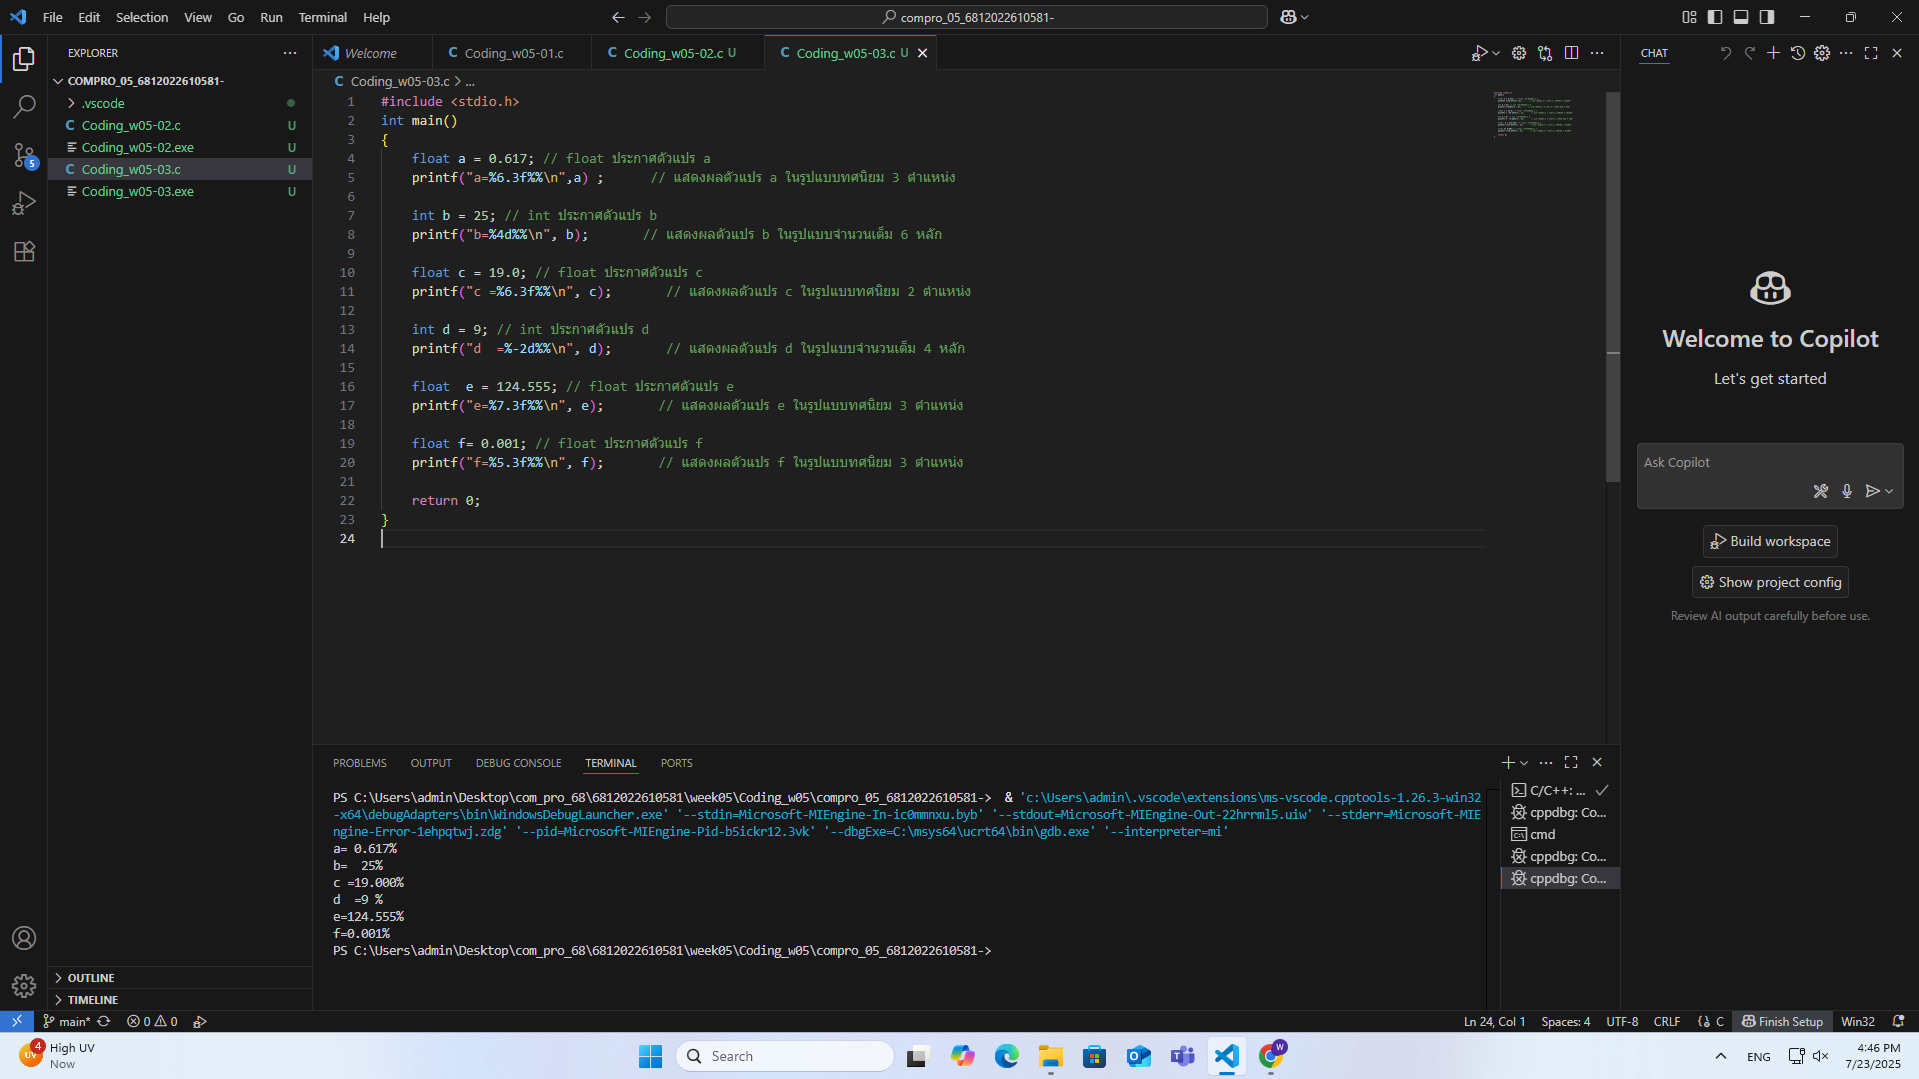 File Edit Selection View Go Run Terminal Help
compro_05_6812022610581-
EXPLORER
COMPRO_05_6812022610581-
.vscode
Coding_w05-02.c U
Coding_w05-02.exe U
Coding_w05-03.c U
Coding_w05-03.exe U
OUTLINE
TIMELINE
5
Welcome
C Coding_w05-01.c
C Coding_w05-02.c U
C Coding_w05-03.c U
C Coding_w05-03.c > ...
1 #include <stdio.h>
2 int main()
3 {
4 float a = 0.617; // float ประกาศตัวแปร a
5 printf("a=%6.3f%%\n",a) ; // แสดงผลตัวแปร a ในรูปแบบทศนิยม 3 ตำแหน่ง
6
7 int b = 25; // int ประกาศตัวแปร b
8 printf("b=%4d%%\n", b); // แสดงผลตัวแปร b ในรูปแบบจำนวนเต็ม 6 หลัก
9
10 float c = 19.0; // float ประกาศตัวแปร c
11 printf("c =%6.3f%%\n", c); // แสดงผลตัวแปร c ในรูปแบบทศนิยม 2 ตำแหน่ง
12
13 int d = 9; // int ประกาศตัวแปร d
14 printf("d  =%-2d%%\n", d); // แสดงผลตัวแปร d ในรูปแบบจำนวนเต็ม 4 หลัก
15
16 float  e = 124.555; // float ประกาศตัวแปร e
17 printf("e=%7.3f%%\n", e); // แสดงผลตัวแปร e ในรูปแบบทศนิยม 3 ตำแหน่ง
18
19 float f= 0.001; // float ประกาศตัวแปร f
20 printf("f=%5.3f%%\n", f); // แสดงผลตัวแปร f ในรูปแบบทศนิยม 3 ตำแหน่ง
21
22 return 0;
23 }
24
PROBLEMS OUTPUT DEBUG CONSOLE TERMINAL PORTS
PS C:\Users\admin\Desktop\com_pro_68\6812022610581\week05\Coding_w05\compro_05_6812022610581-> & 'c:\Users\admin\.vscode\extensions\ms-vscode.cpptools-1.26.3-win32
-x64\debugAdapters\bin\WindowsDebugLauncher.exe' '--stdin=Microsoft-MIEngine-In-ic0mmnxu.byb' '--stdout=Microsoft-MIEngine-Out-22hrrml5.uiw' '--stderr=Microsoft-MIE
ngine-Error-1ehpqtwj.zdg' '--pid=Microsoft-MIEngine-Pid-b5ickr12.3vk' '--dbgExe=C:\msys64\ucrt64\bin\gdb.exe' '--interpreter=mi'
a= 0.617%
b=  25%
c =19.000%
d  =9 %
e=124.555%
f=0.001%
PS C:\Users\admin\Desktop\com_pro_68\6812022610581\week05\Coding_w05\compro_05_6812022610581->
C/C++: ...
cppdbg: Co...
cmd
cppdbg: Co...
cppdbg: Co...
CHAT
Welcome to Copilot
Let's get started
Ask Copilot
Build workspace
Show project config
Review AI output carefully before use.
main* 0 0
Ln 24, Col 1 Spaces: 4 UTF-8 CRLF C Finish Setup Win32
UV 4 High UV
Now
Search
W
ENG
4:46 PM
7/23/2025